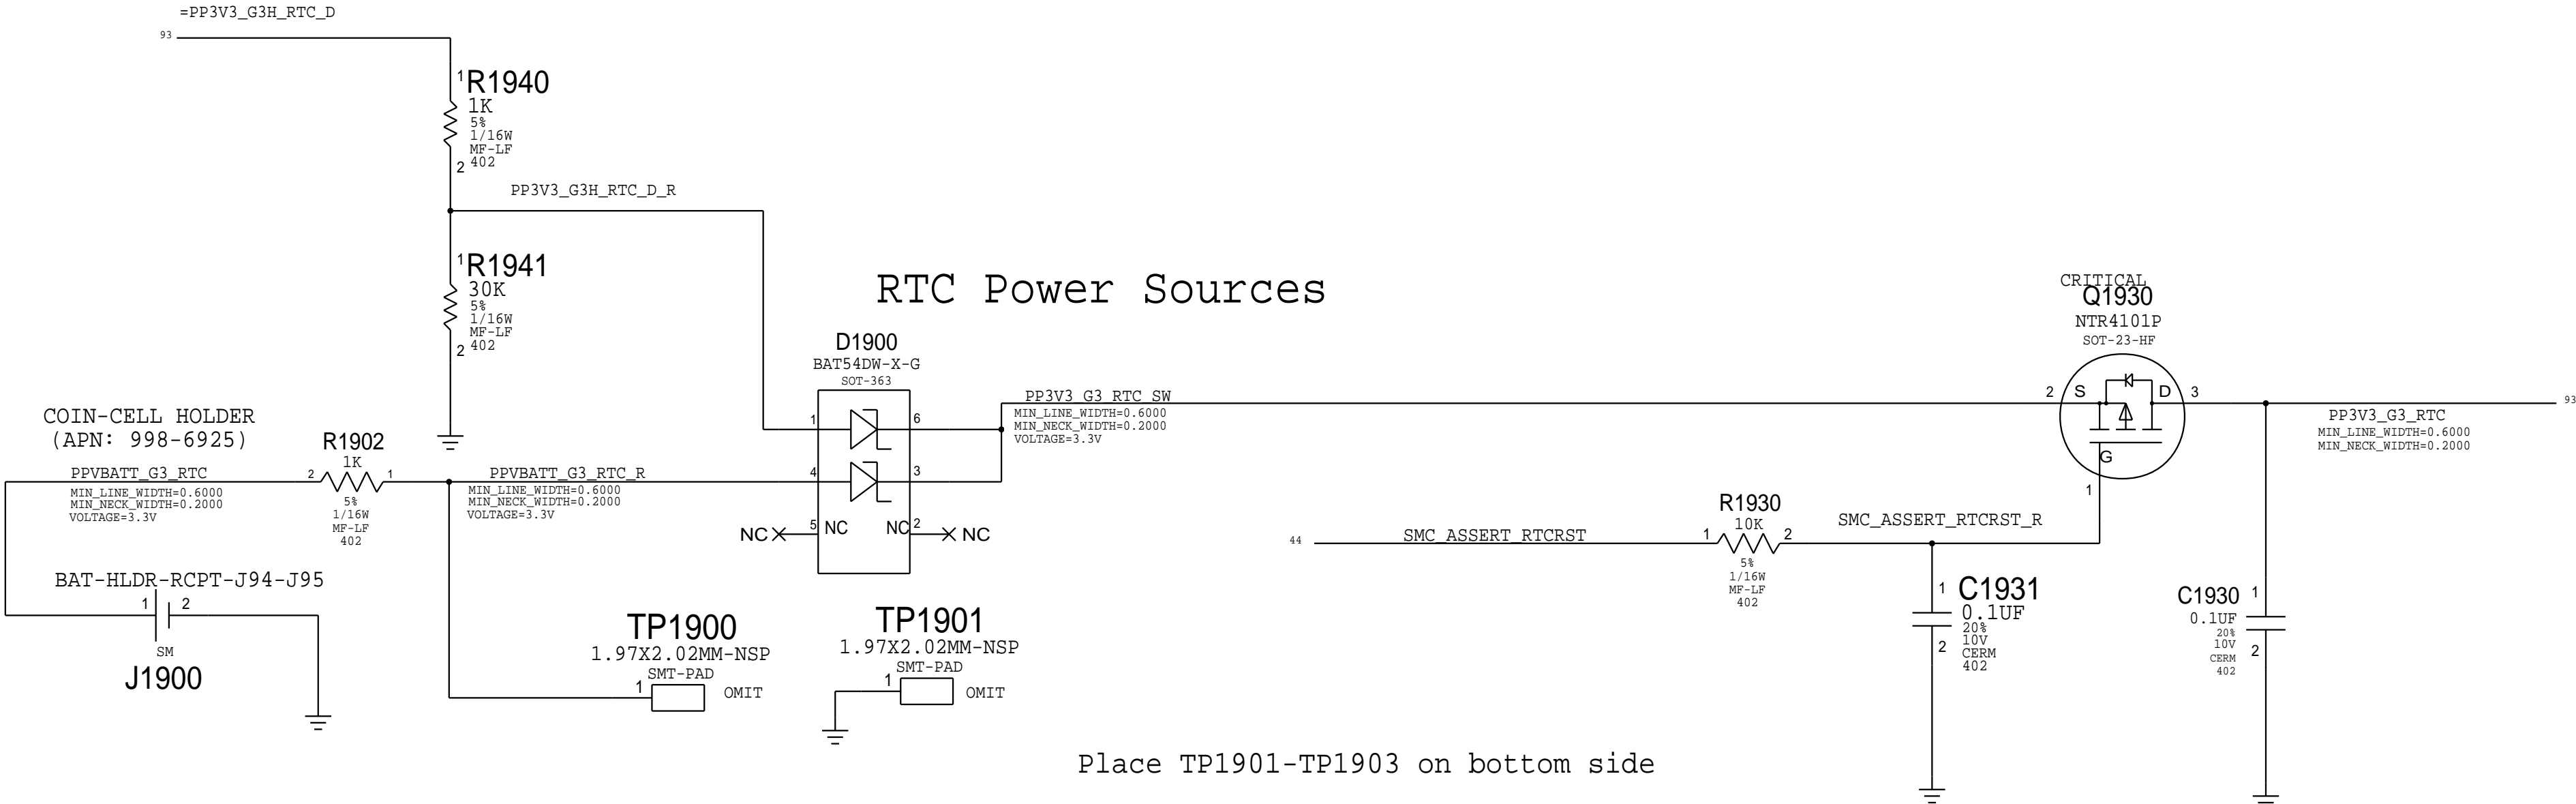 =PP3V3_G3H_RTC_D
93
1
R1940
1K
5%
1/16W
MF-LF
402
2
PP3V3_G3H_RTC_D_R
1
R1941
30K
5%
1/16W
MF-LF
402
2
RTC Power Sources
COIN-CELL HOLDER
(APN: 998-6925)
R1902
1K
PPVBATT_G3_RTC
2
1
MIN_LINE_WIDTH=0.6000
MIN_NECK_WIDTH=0.2000
VOLTAGE=3.3V
5%
1/16W
MF-LF
402
PPVBATT_G3_RTC_R
MIN_LINE_WIDTH=0.6000
MIN_NECK_WIDTH=0.2000
VOLTAGE=3.3V
D1900
BAT54DW-X-G
SOT-363
1
6
4
3
NC
5
NC
NC
2
NC
PP3V3_G3_RTC_SW
MIN_LINE_WIDTH=0.6000
MIN_NECK_WIDTH=0.2000
VOLTAGE=3.3V
BAT-HLDR-RCPT-J94-J95
1
2
SM
J1900
TP1900
1.97X2.02MM-NSP
SMT-PAD
1
OMIT
TP1901
1.97X2.02MM-NSP
SMT-PAD
1
OMIT
CRITICAL
Q1930
NTR4101P
SOT-23-HF
2
S
D
3
G
1
93
PP3V3_G3_RTC
MIN_LINE_WIDTH=0.6000
MIN_NECK_WIDTH=0.2000
44
SMC_ASSERT_RTCRST
R1930
1
10K
2
5%
1/16W
MF-LF
402
SMC_ASSERT_RTCRST_R
1
C1931
0.1UF
20%
10V
CERM
402
2
C1930
1
0.1UF
20%
10V
CERM
402
2
Place TP1901-TP1903 on bottom side